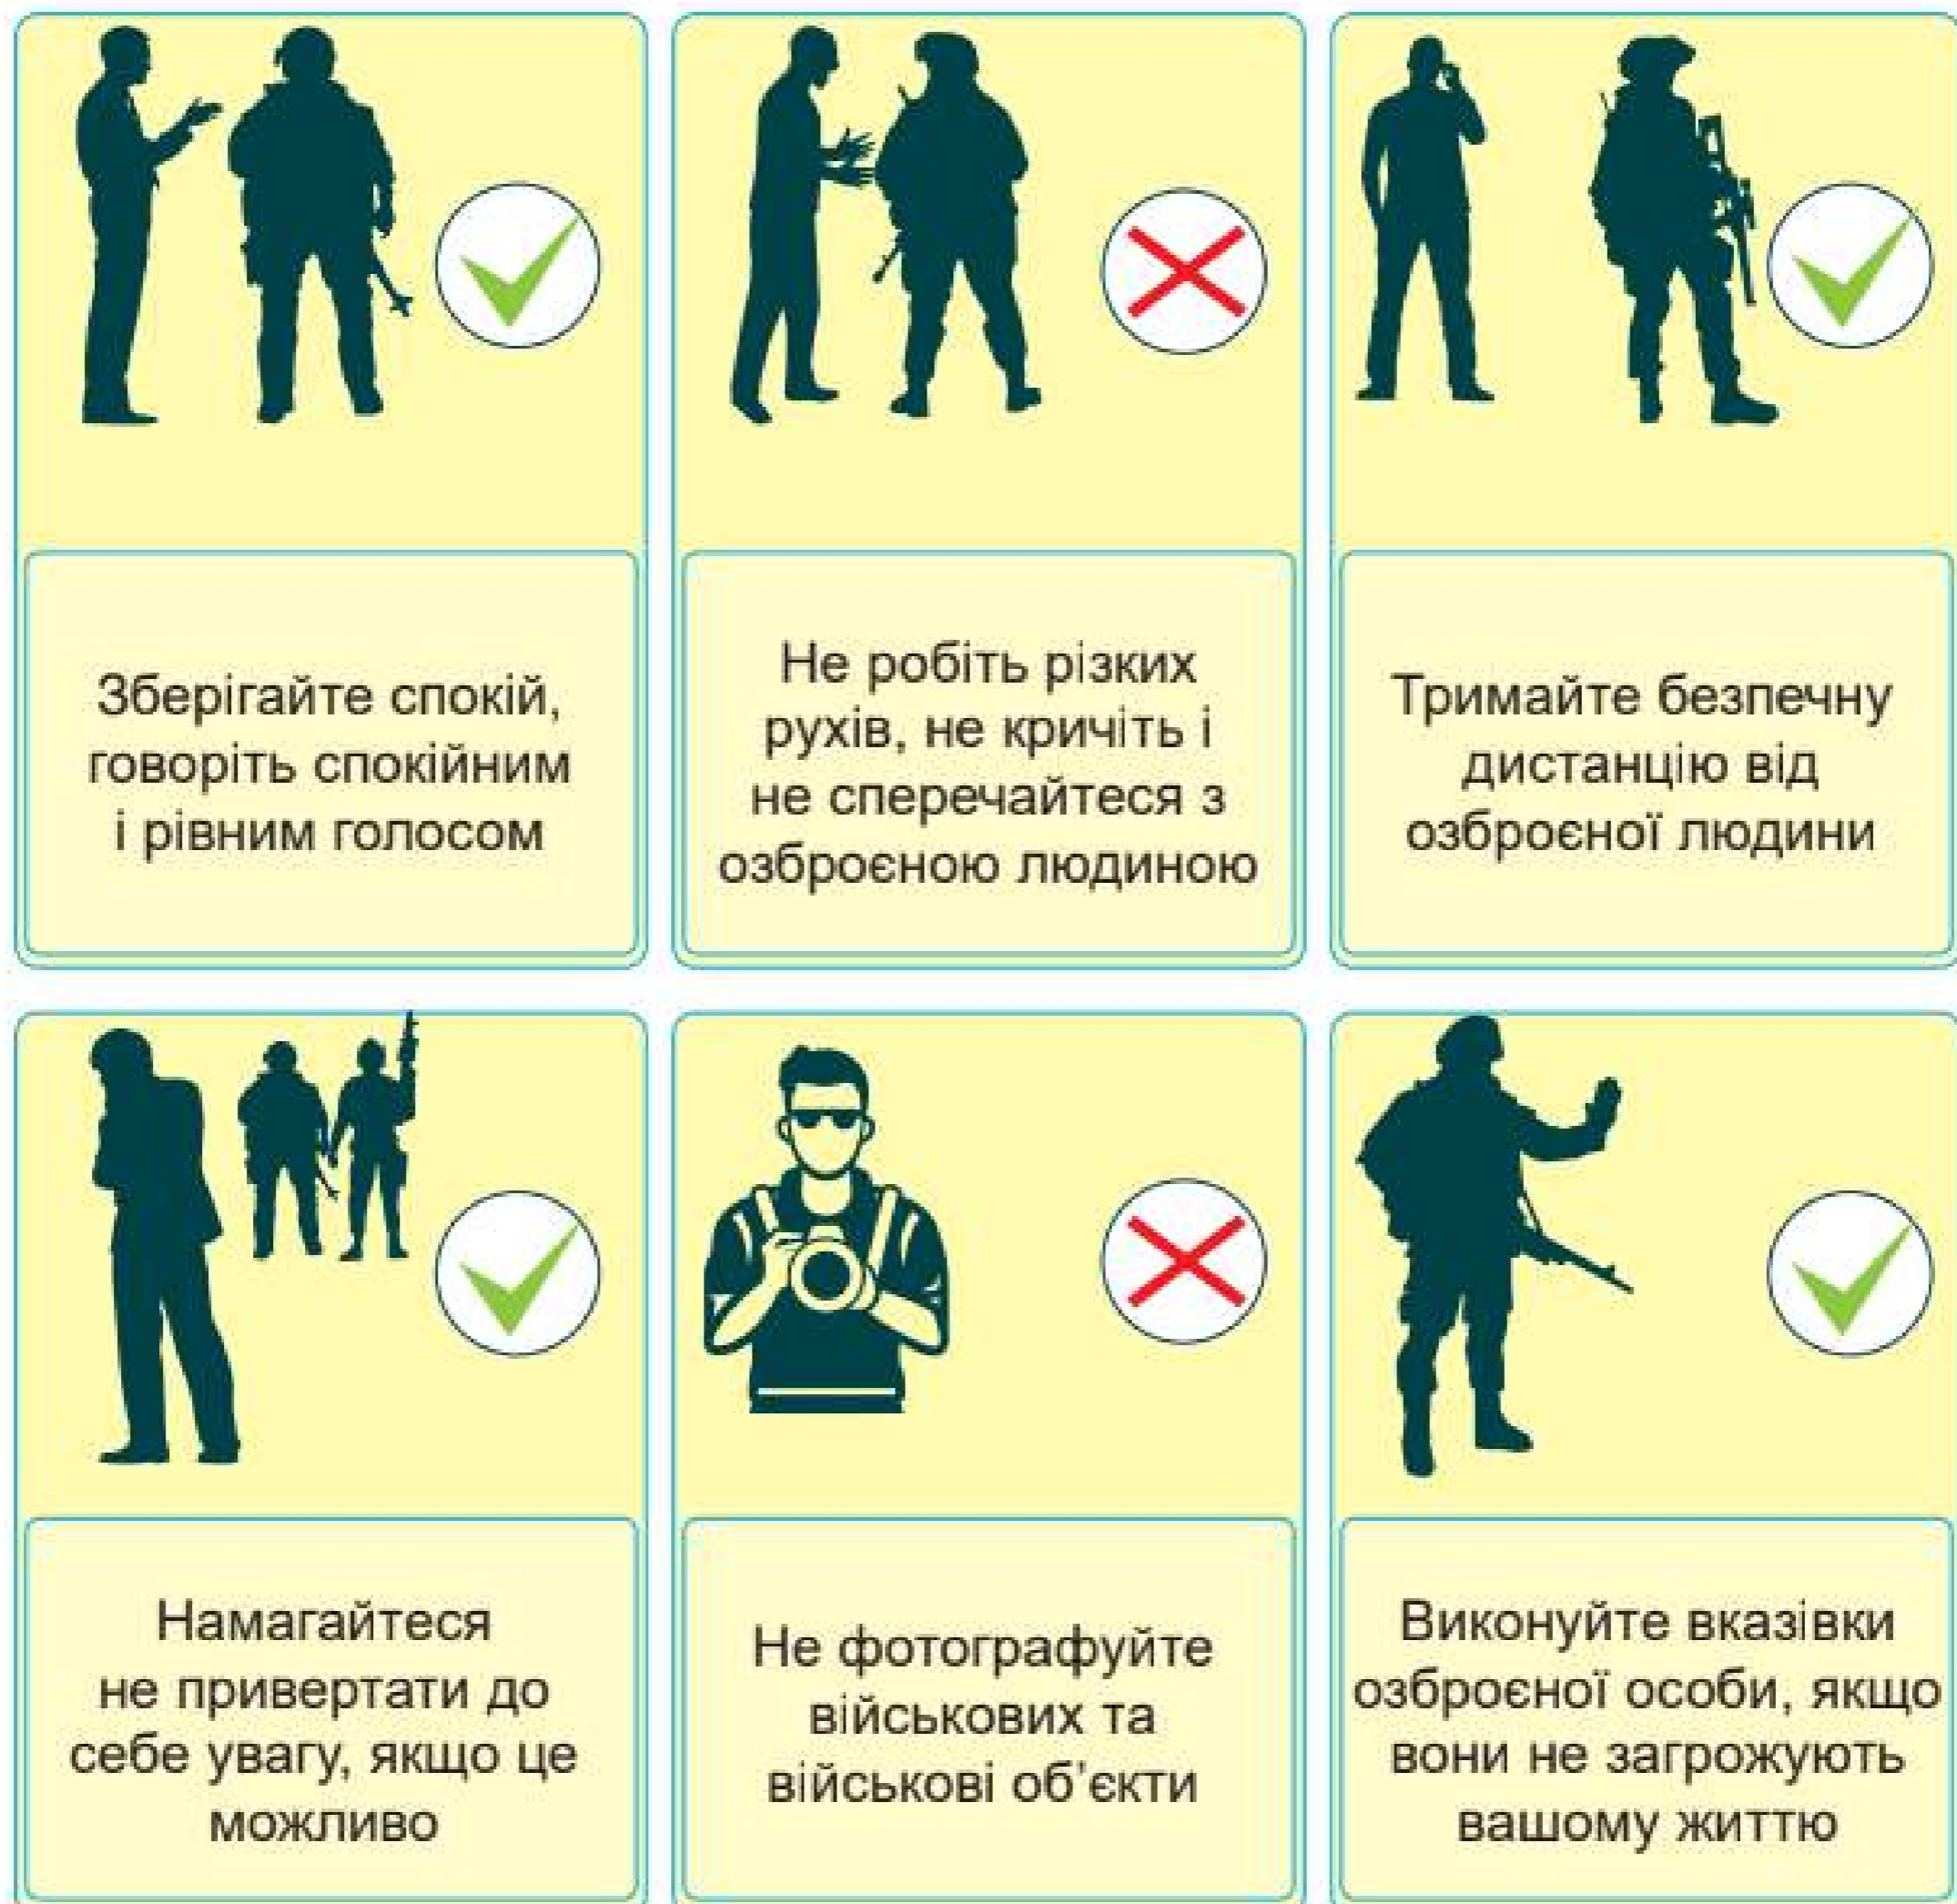 Зберігайте спокій,
говоріть спокійним
і рівним голосом
Не робіть різких
рухів, не кричіть і
не сперечайтеся з
озброєною людиною
Тримайте безпечну
дистанцію від
озброєної людини
Намагайтеся
не привертати до
себе увагу, якщо це
можливо
Не фотографуйте
військових та
військові об'єкти
Виконуйте вказівки
озброєної особи, якщо
вони не загрожують
вашому життю